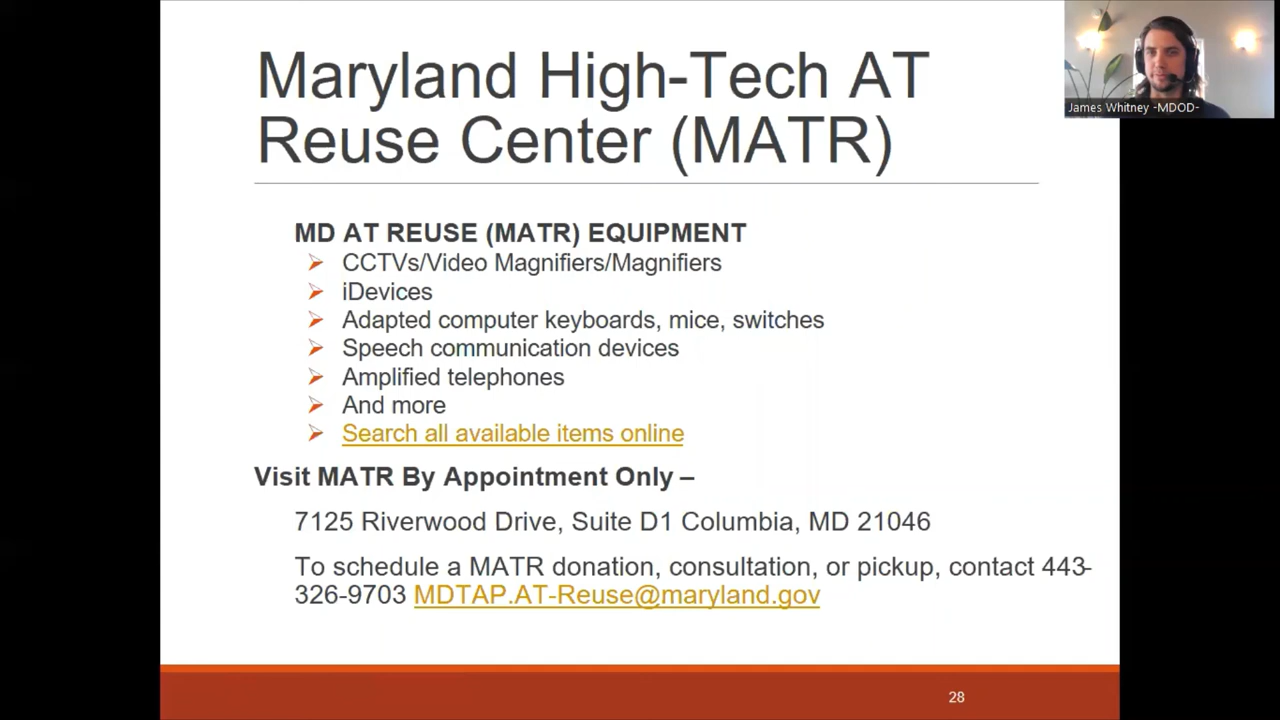 Maryland High-Tech AT
Reuse Center (MATR)
James Whitney -MDOD-
MD AT REUSE (MATR) EQUIPMENT
CCTVs/Video Magnifiers/Magnifiers
iDevices
Adapted computer keyboards, mice, switches
Speech communication devices
Amplified telephones
And more
Search all available items online
Visit MATR By Appointment Only –
7125 Riverwood Drive, Suite D1 Columbia, MD 21046
To schedule a MATR donation, consultation, or pickup, contact 443-
326-9703 MDTAP.AT-Reuse@maryland.gov
28